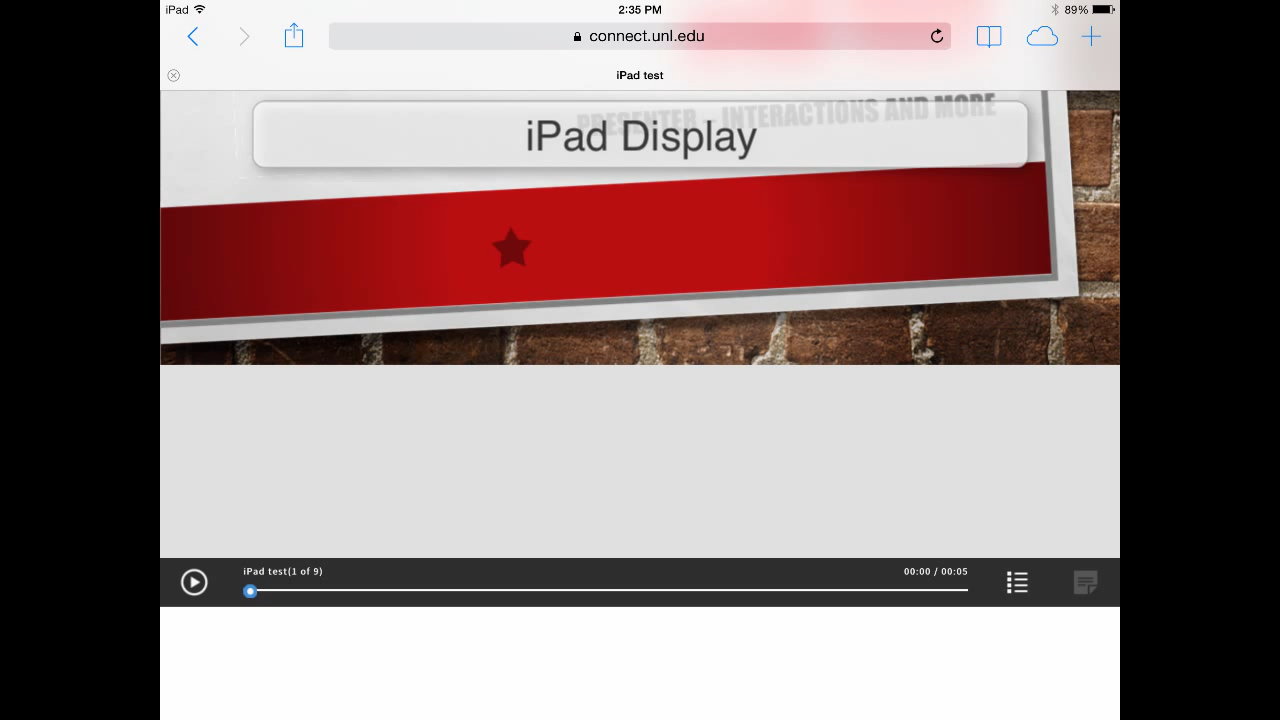 iPad 2:35 PM 89%
connect.unl.edu
iPad test
PRESENTER – INTERACTIONS AND MORE
iPad Display
iPad test(1 of 9) 00:00 / 00:05